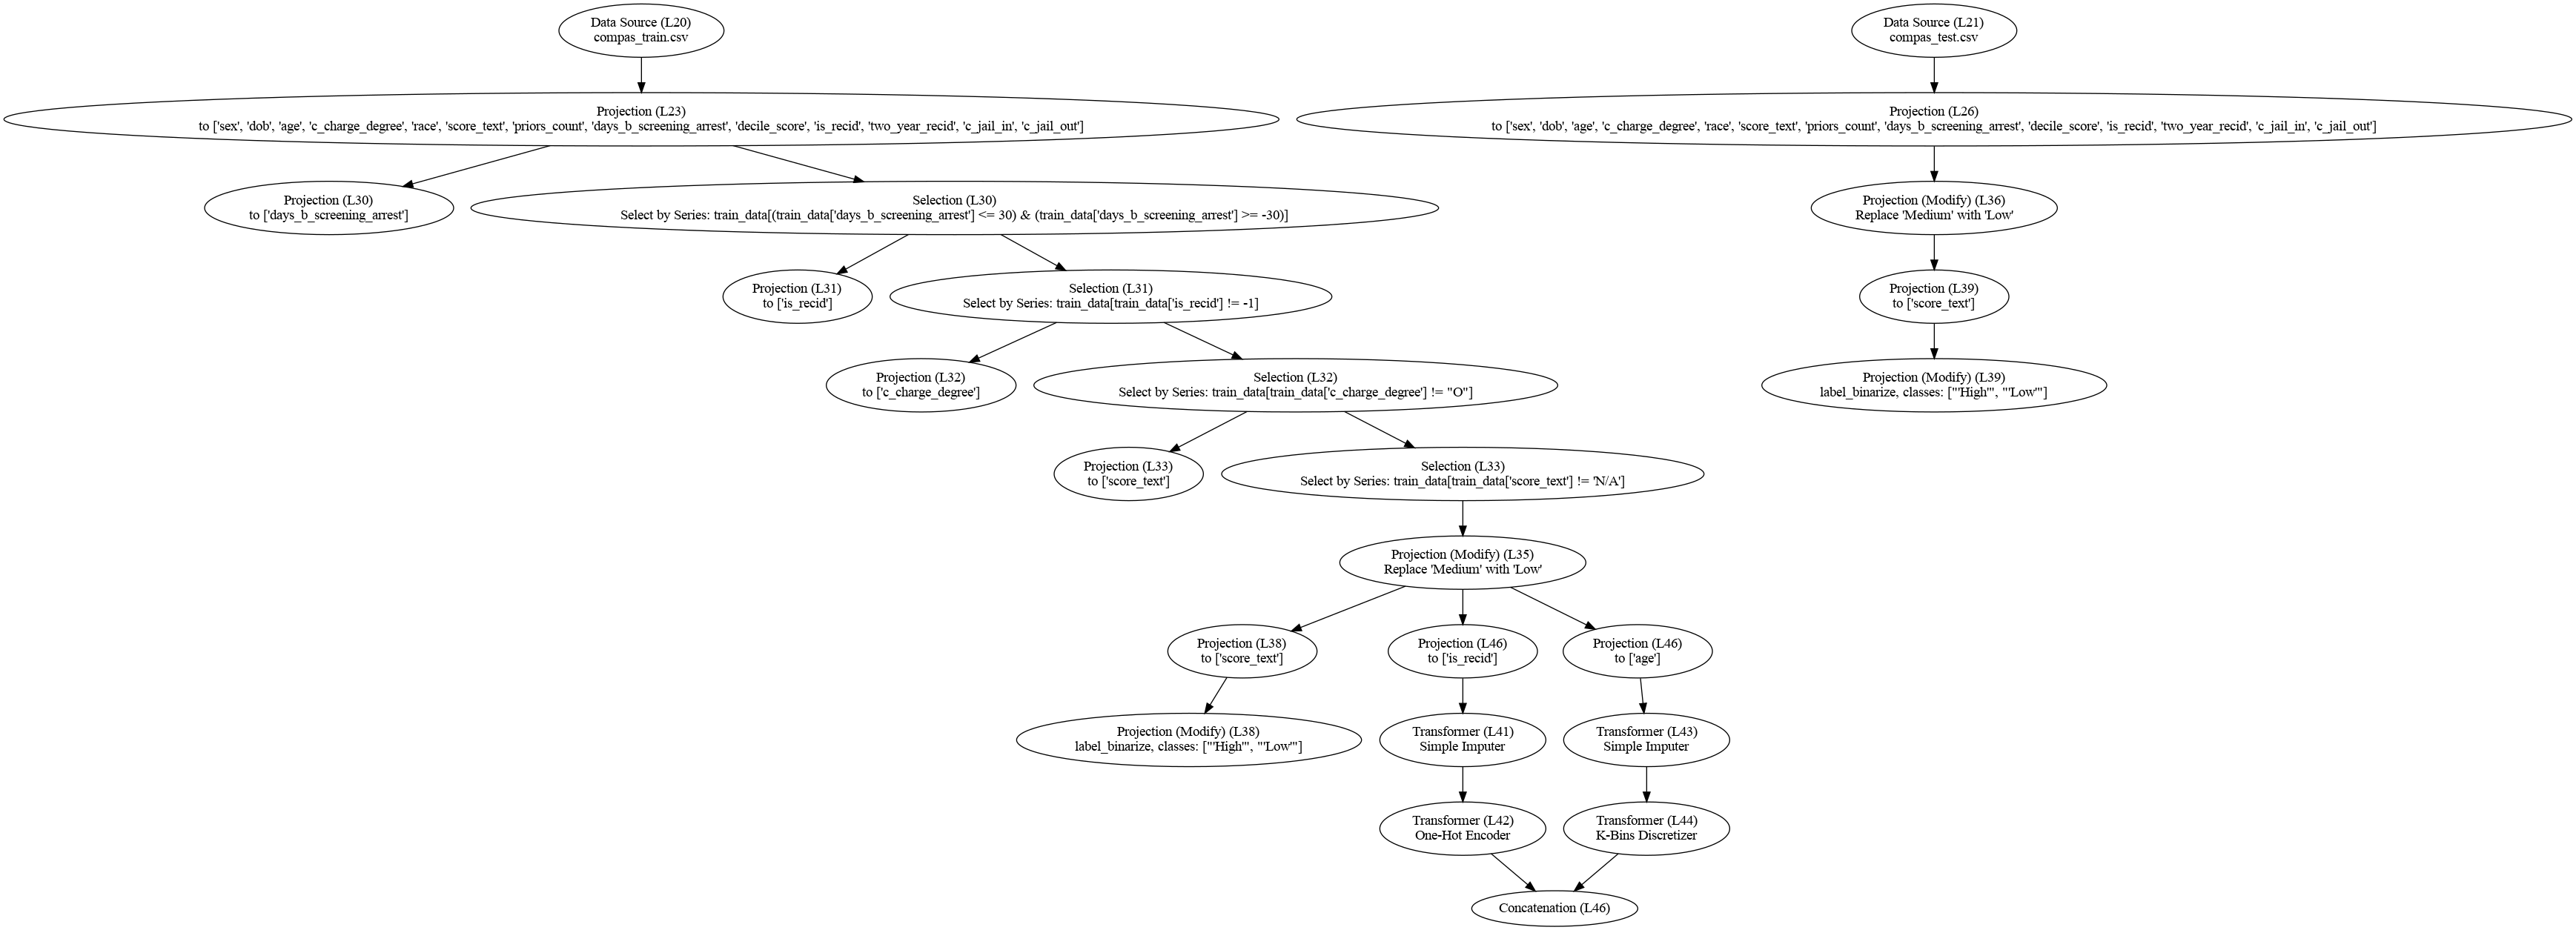 Data Source (L20)
compas_train.csv
Data Source (L21)
compas_test.csv
Projection (L23)
to ['sex', 'dob', 'age', 'c_charge_degree', 'race', 'score_text', 'priors_count', 'days_b_screening_arrest', 'decile_score', 'is_recid', 'two_year_recid', 'c_jail_in', 'c_jail_out']
Projection (L26)
to ['sex', 'dob', 'age', 'c_charge_degree', 'race', 'score_text', 'priors_count', 'days_b_screening_arrest', 'decile_score', 'is_recid', 'two_year_recid', 'c_jail_in', 'c_jail_out']
Projection (L30)
to ['days_b_screening_arrest']
Selection (L30)
Select by Series: train_data[(train_data['days_b_screening_arrest'] <= 30) & (train_data['days_b_screening_arrest'] >= -30)]
Projection (Modify) (L36)
Replace 'Medium' with 'Low'
Projection (L31)
to ['is_recid']
Selection (L31)
Select by Series: train_data[train_data['is_recid'] != -1]
Projection (L39)
to ['score_text']
Projection (L32)
to ['c_charge_degree']
Selection (L32)
Select by Series: train_data[train_data['c_charge_degree'] != "O"]
Projection (Modify) (L39)
label_binarize, classes: ["'High'", "'Low'"]
Projection (L33)
to ['score_text']
Selection (L33)
Select by Series: train_data[train_data['score_text'] != 'N/A']
Projection (Modify) (L35)
Replace 'Medium' with 'Low'
Projection (L38)
to ['score_text']
Projection (L46)
to ['is_recid']
Projection (L46)
to ['age']
Projection (Modify) (L38)
label_binarize, classes: ["'High'", "'Low'"]
Transformer (L41)
Simple Imputer
Transformer (L43)
Simple Imputer
Transformer (L42)
One-Hot Encoder
Transformer (L44)
K-Bins Discretizer
Concatenation (L46)